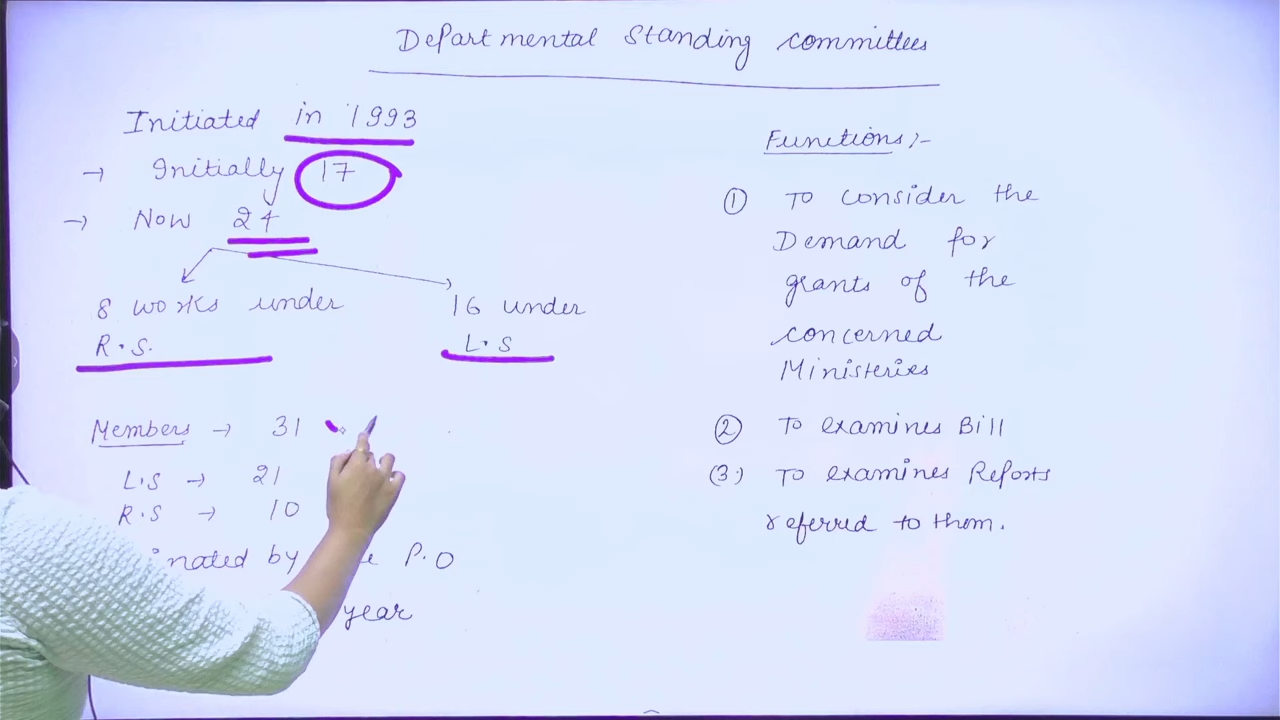 Departmental Standing committees
Initiated in 1993
→ Initially 17
→ Now 24
8 works under
R.S.
16 under
L.S
Members → 31
L.S → 21
R.S → 10
by P.O
year
Functions:-
① To consider the
Demand for
grants of the
concerned
Ministeries
② To examines Bill
(3.) To examines Reports
referred to them.